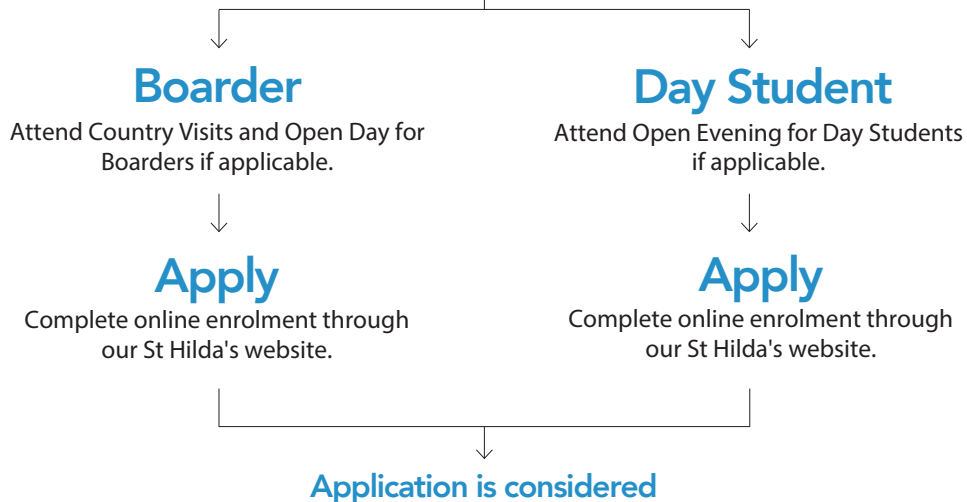 Boarder
Attend Country Visits and Open Day for
Boarders if applicable.
Apply
Complete online enrolment through
our St Hilda's website.
Day Student
Attend Open Evening for Day Students
if applicable.
Apply
Complete online enrolment through
our St Hilda's website.
Application is considered